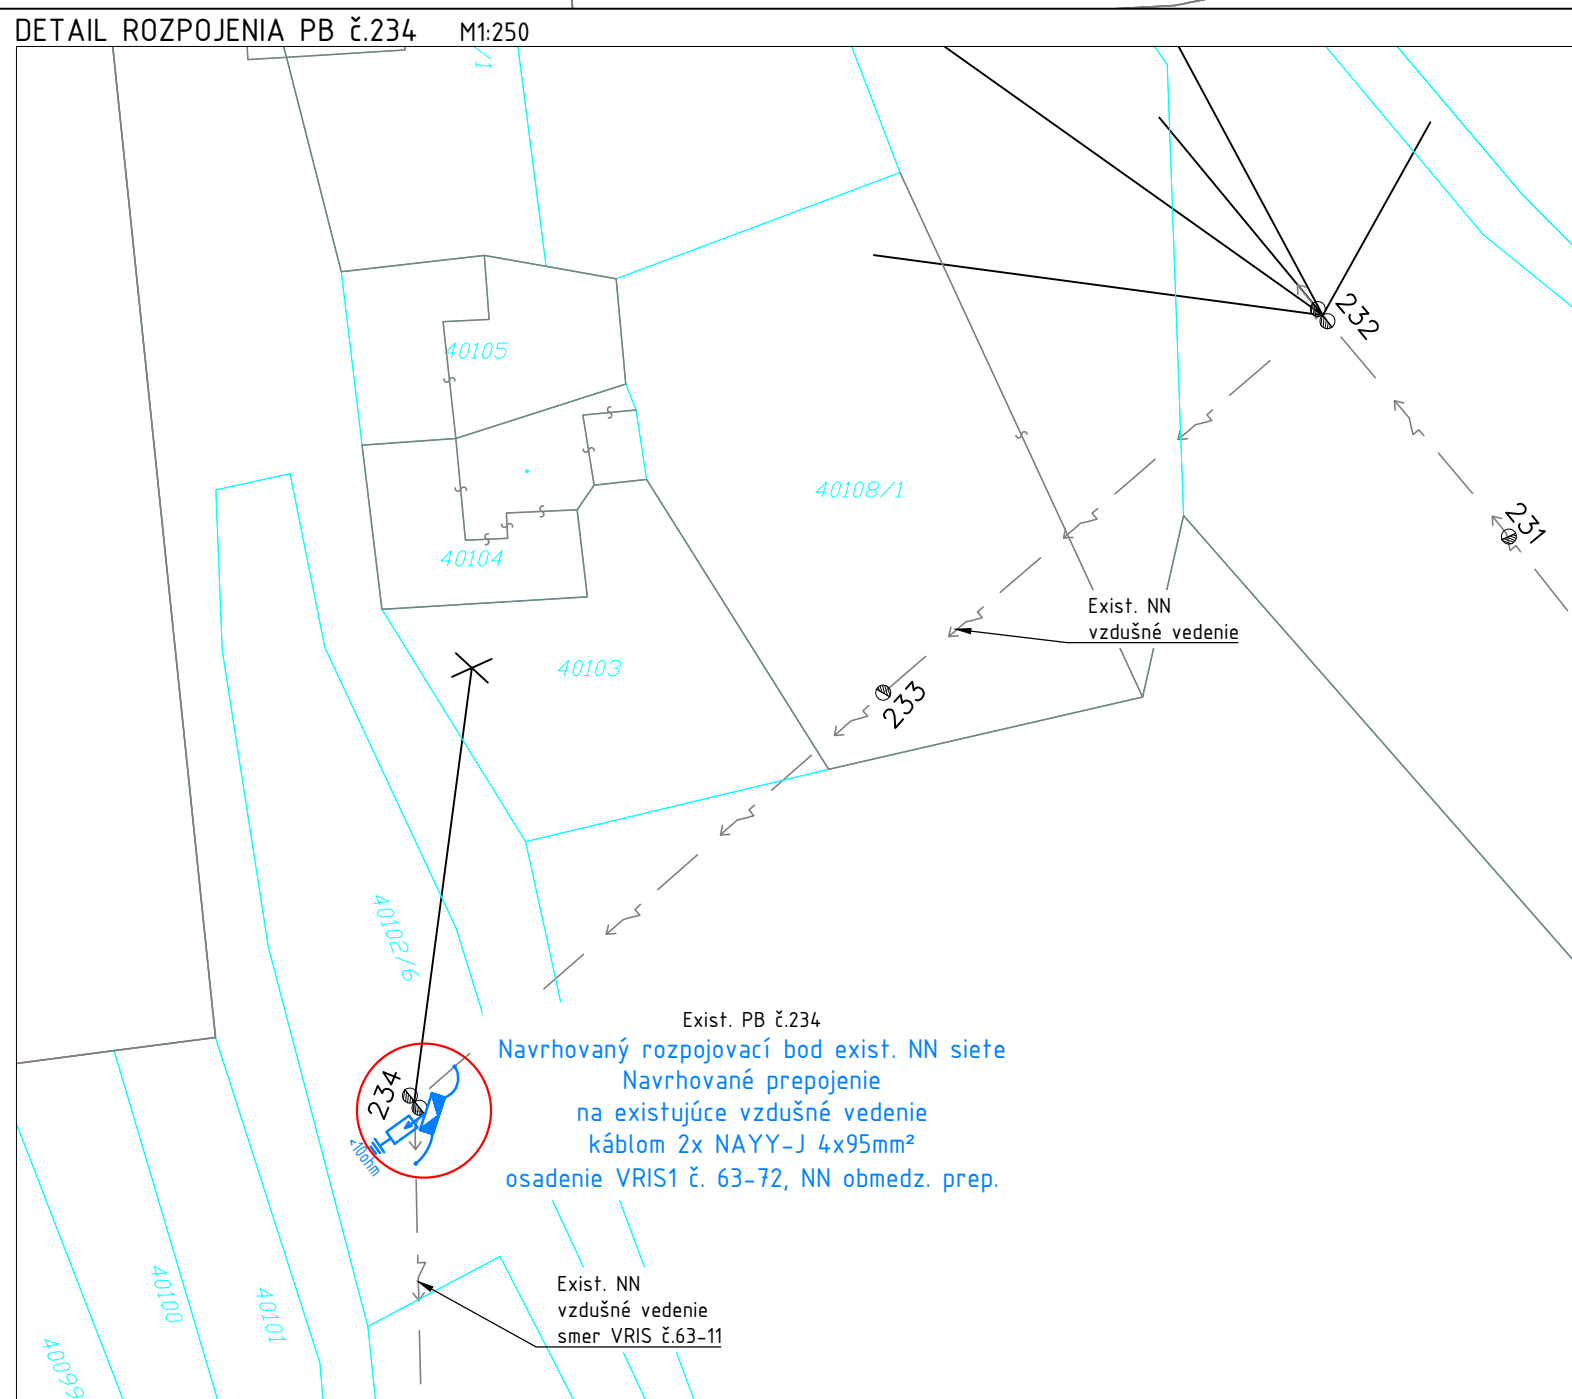 DETAIL ROZPOJENIA PB č.234 M1:250
232
40105
40108/1
231
40104
Exist. NN
vzdušné vedenie
40103
233
40102/6
Exist. PB č.234
Navrhovaný rozpojovací bod exist. NN siete
Navrhované prepojenie
na existujúce vzdušné vedenie
káblom 2x NAYY-J 4x95mm²
osadenie VRIS1 č. 63-72, NN obmedz. prep.
234
<10ohm
Exist. NN
vzdušné vedenie
smer VRIS č.63-11
40100
40101
40099